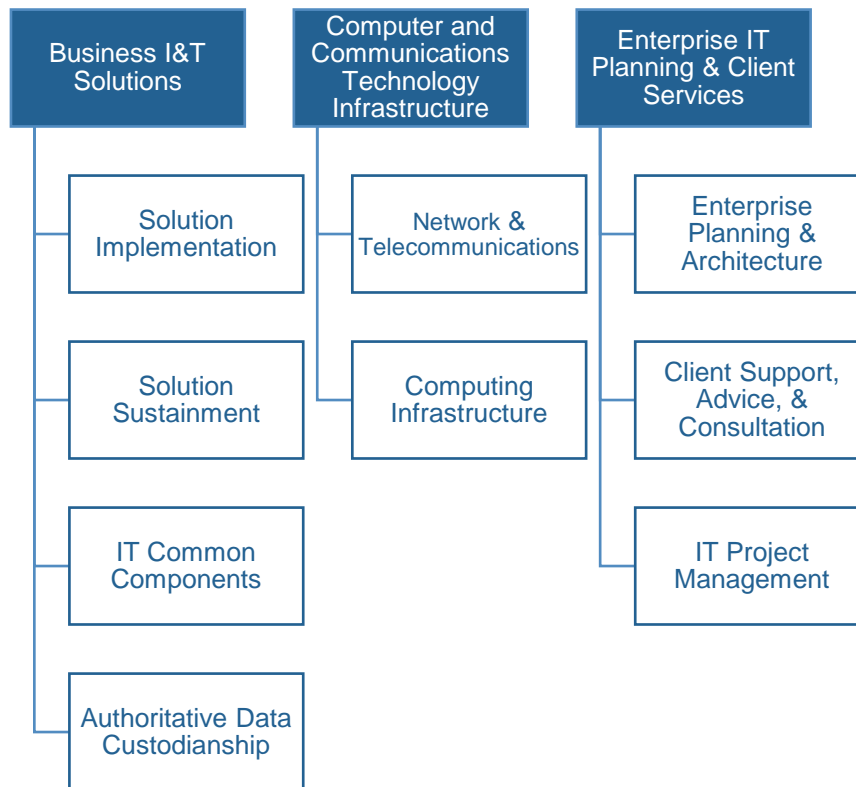 Business I&T
Solutions
Solution
Implementation
Solution
Sustainment
IT Common
Components
Authoritative Data
Custodianship
Computer and
Communications
Technology
Infrastructure
Network &
Telecommunications
Computing
Infrastructure
Enterprise IT
Planning & Client
Services
Enterprise
Planning &
Architecture
Client Support,
Advice, &
Consultation
IT Project
Management